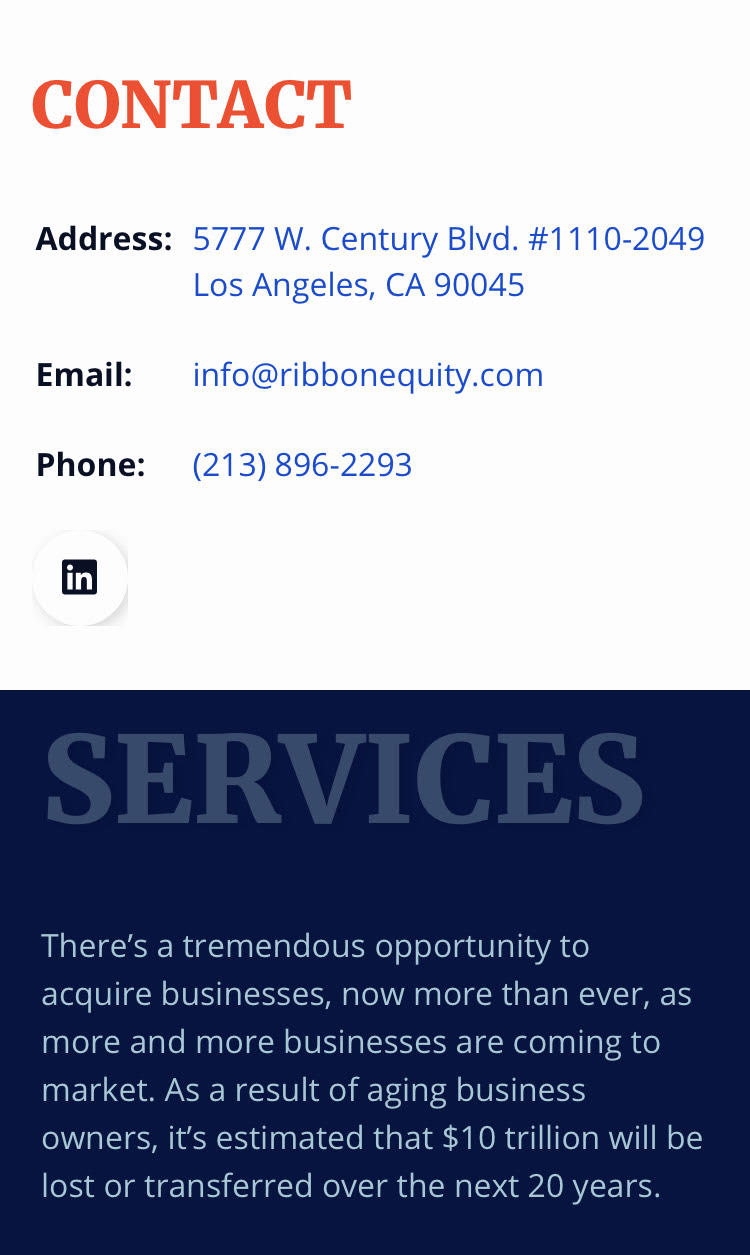 CONTACT
Address: 5777 W. Century Blvd. #1110-2049
Los Angeles, CA 90045
Email: info@ribbonequity.com
Phone: (213) 896-2293
in
SERVICES
There’s a tremendous opportunity to
acquire businesses, now more than ever, as
more and more businesses are coming to
market. As a result of aging business
owners, it’s estimated that $10 trillion will be
lost or transferred over the next 20 years.